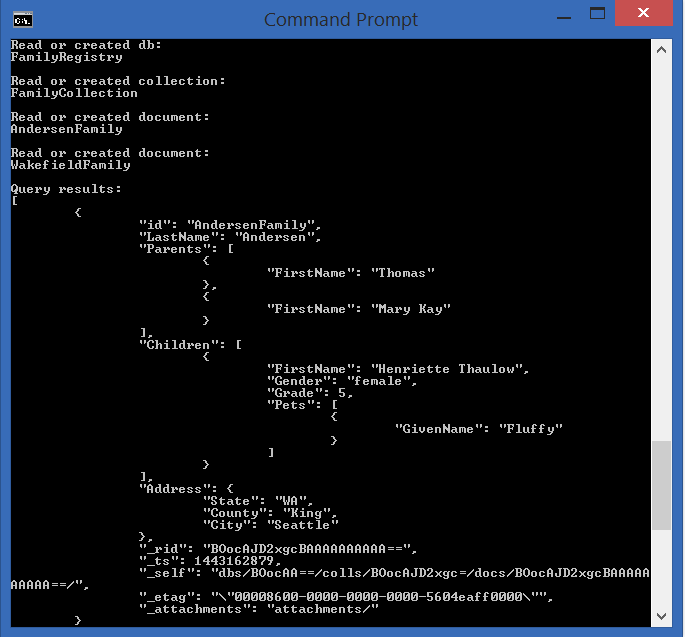 Command Prompt
Read or created db:
FamilyRegistry
Read or created collection:
FamilyCollection
Read or created document:
AndersenFamily
Read or created document:
WakefieldFamily
Query results:
[
{
"id": "AndersenFamily",
"LastName": "Andersen",
"Parents": [
{
"FirstName": "Thomas"
},
{
"FirstName": "Mary Kay"
}
],
"Children": [
{
"FirstName": "Henriette Thaulow",
"Gender": "female",
"Grade": 5,
"Pets": [
{
"GivenName": "Fluffy"
}
]
}
],
"Address": {
"State": "WA",
"County": "King",
"City": "Seattle"
},
"_rid": "BOocAJD2xgcBAAAAAAAAAA==",
"_ts": 1443162879,
"_self": "dbs/BOocAA==/colls/BOocAJD2xgc=/docs/BOocAJD2xgcBAAAAA
AAAAA==/",
"_etag": "\"00008600-0000-0000-0000-5604eaff0000\"",
"_attachments": "attachments/"
}